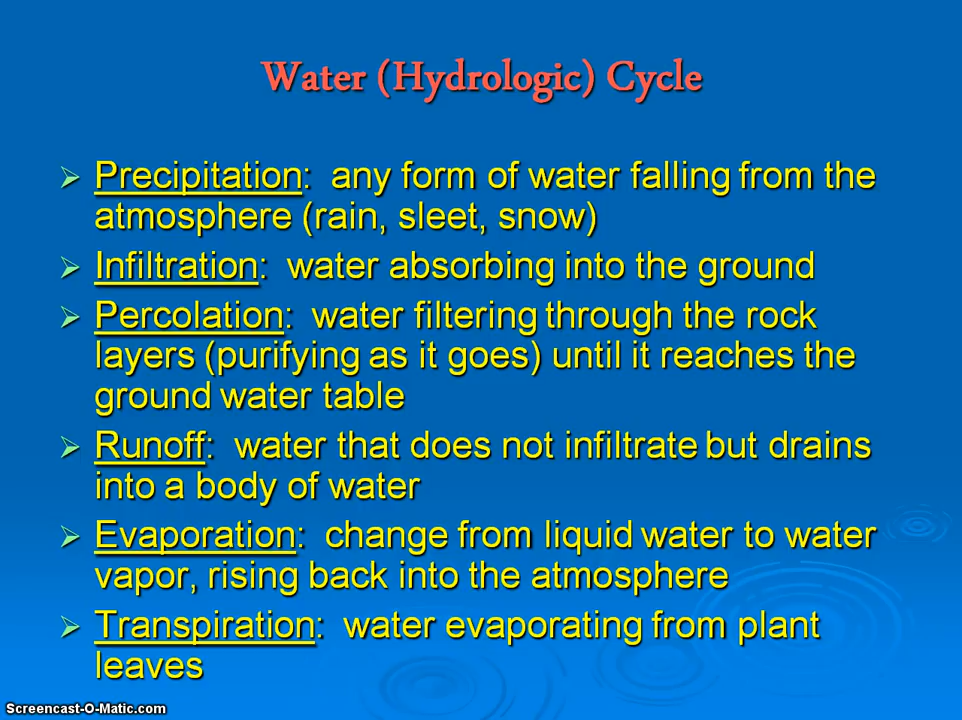 Water (Hydrologic) Cycle
Precipitation: any form of water falling from the
atmosphere (rain, sleet, snow)
Infiltration: water absorbing into the ground
Percolation: water filtering through the rock
layers (purifying as it goes) until it reaches the
ground water table
Runoff: water that does not infiltrate but drains
into a body of water
Evaporation: change from liquid water to water
vapor, rising back into the atmosphere
Transpiration: water evaporating from plant
leaves
Screencast-O-Matic.com